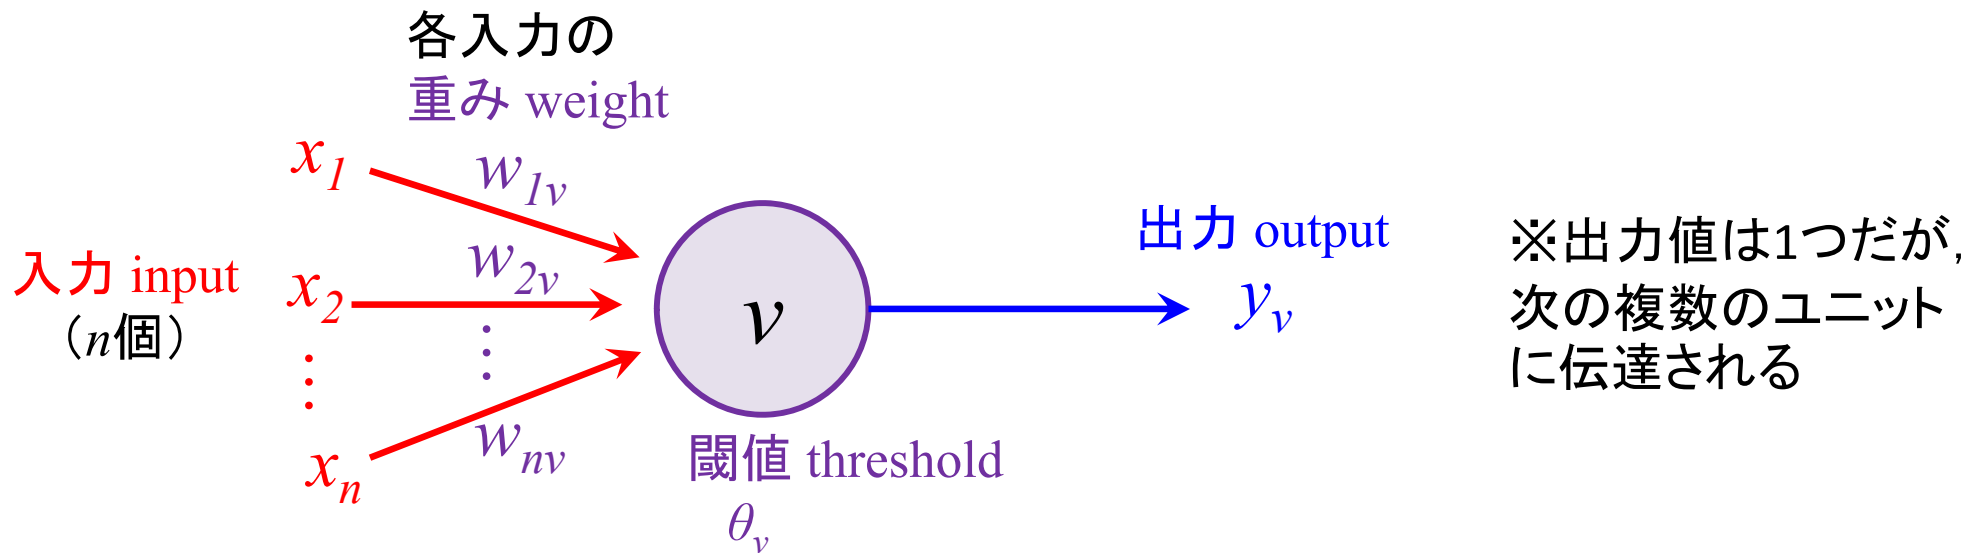 各入力の
重み weight
x1
w1v
入力 input
(n個)
x2
w2v
⋮
⋮
xn
wnv
v
閾値 threshold
θv
出力 output
yv
※出力値は1つだが,
次の複数のユニット
に伝達される